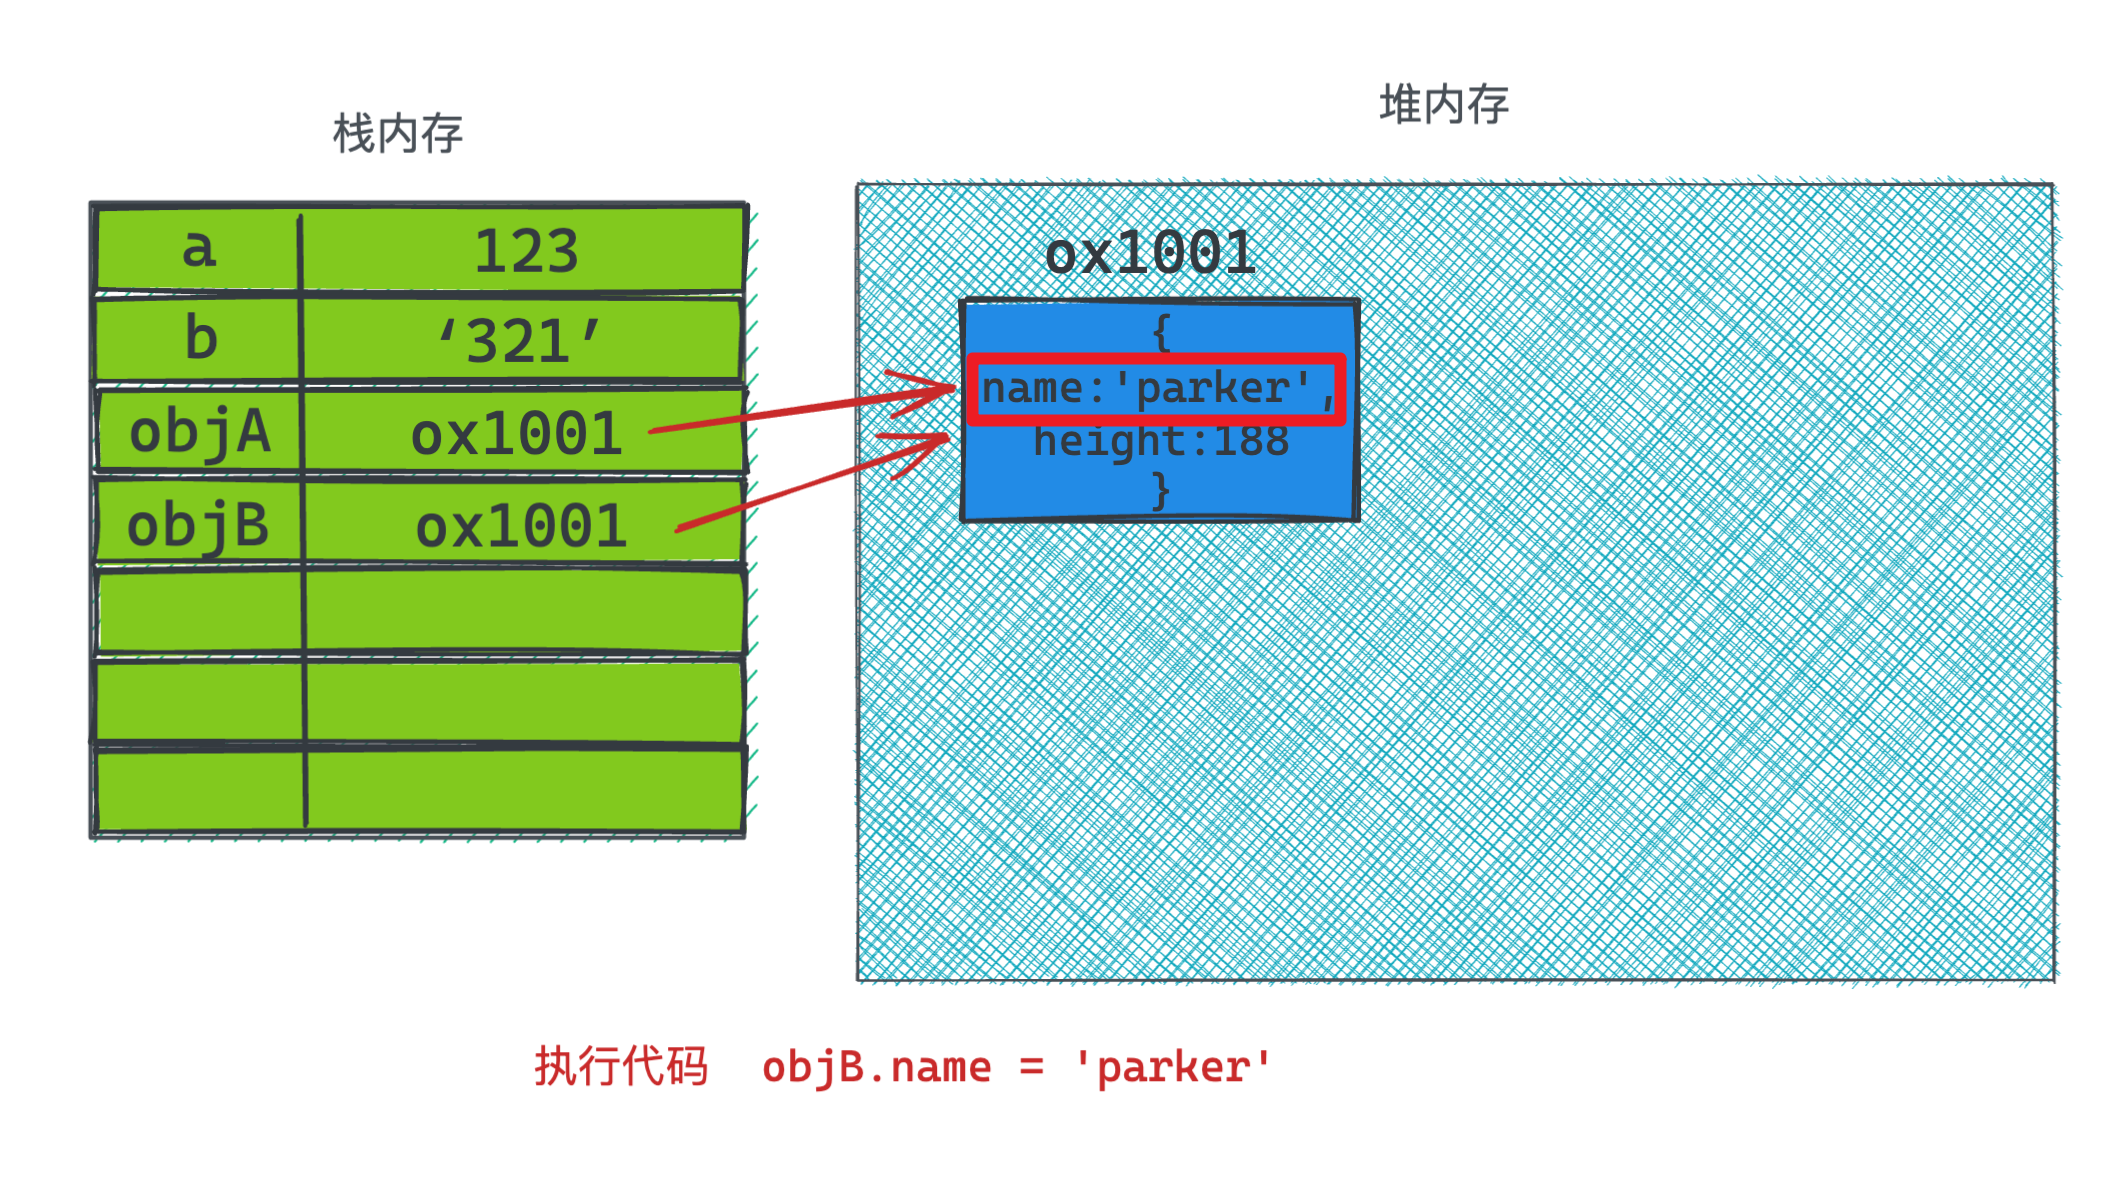 栈内存
堆内存
a 123
b ‘321’
objA ox1001
objB ox1001
ox1001
{
name:'parker',
height:188
}
执行代码 objB.name = 'parker'